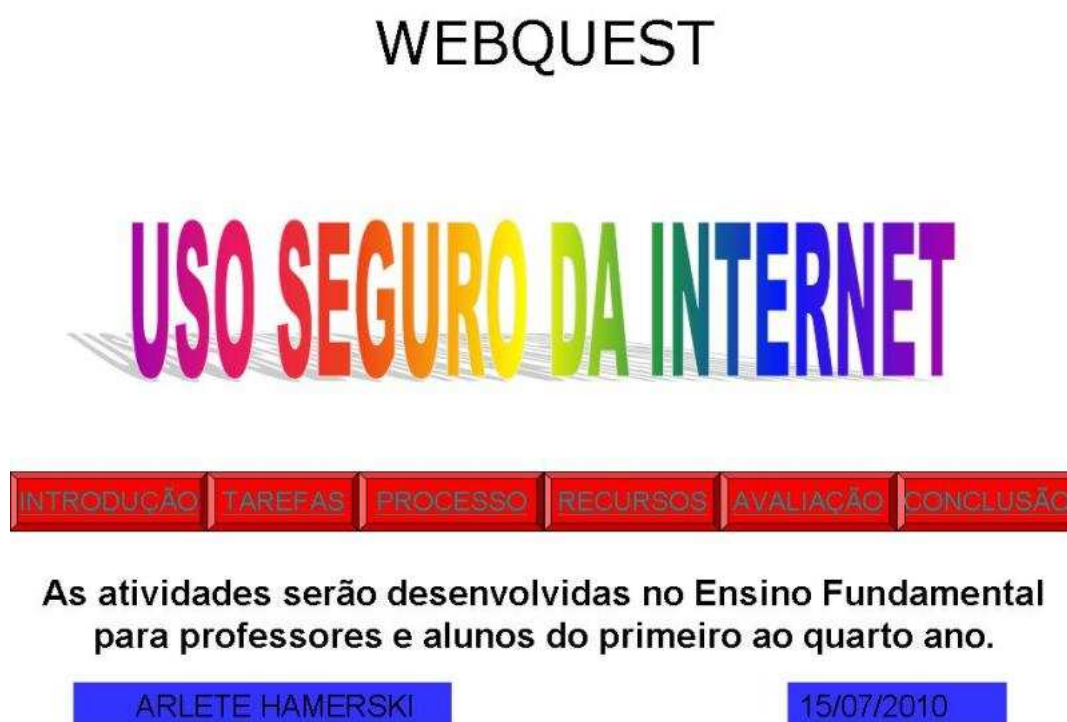 WEBQUEST
USO SEGURO DA INTERNET
INTRODUÇÃO TAREFAS PROCESSO RECURSOS AVALIAÇÃO CONCLUSÃO
As atividades serão desenvolvidas no Ensino Fundamental
para professores e alunos do primeiro ao quarto ano.
ARLETE HAMERSKI 15/07/2010